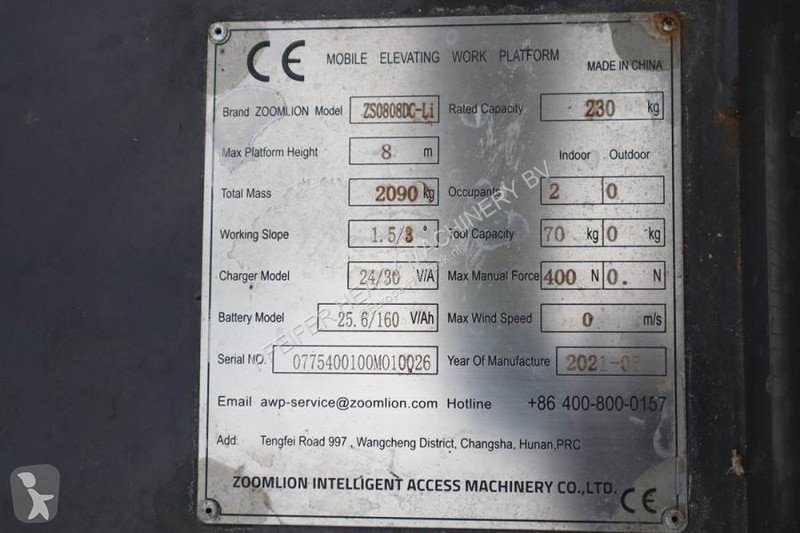 CE MOBILE ELEVATING WORK PLATFORM MADE IN CHINA
Brand ZOOMLION Model ZS0808DC-Li Rated Capacity 230 kg
Max Platform Height 8 m Indoor Outdoor
Total Mass 2090 kg Occupants 2 0
Working Slope 1.5/3 ° Tool Capacity 70 kg 0 kg
Charger Model 24/30 V/A Max Manual Force 400 N 0. N
Battery Model 25.6/160 V/Ah Max Wind Speed 0 m/s
Serial NO. 0775400100M010026 Year Of Manufacture
Email awp-service@zoomlion.com Hotline +86 400-800-0157
Add. Tengfei Road 997 , Wangcheng District, Changsha, Hunan,PRC
ZOOMLION INTELLIGENT ACCESS MACHINERY CO.,LTD. CE
PFEIFER HEAVY MACHINERY BV